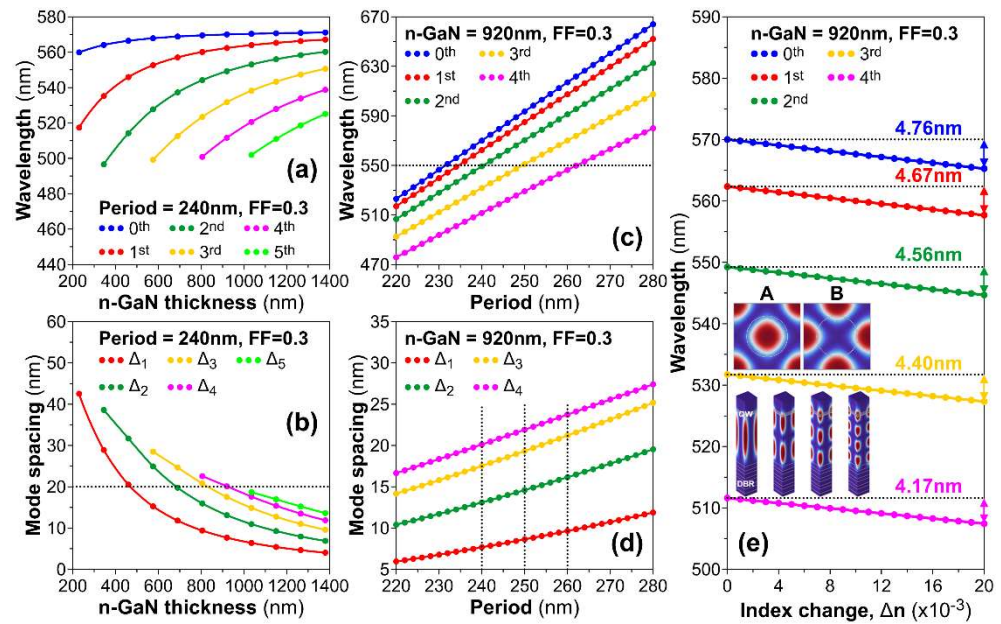 600
580
560
540
520
500
480
460
440
Wavelength (nm)
(a)
Period = 240nm, FF=0.3
0th 2nd 4th
1st 3rd 5th
200 400 600 800 1000 1200 1400
n-GaN thickness (nm)
60
50
40
30
20
10
0
Mode spacing (nm)
Period = 240nm, FF=0.3
Δ1 Δ3 Δ5
Δ2 Δ4
(b)
200 400 600 800 1000 1200 1400
n-GaN thickness (nm)
670
630
590
550
510
470
Wavelength (nm)
n-GaN = 920nm, FF=0.3
0th 3rd
1st 4th
2nd
(c)
220 230 240 250 260 270 280
Period (nm)
35
30
25
20
15
10
5
Mode spacing (nm)
n-GaN = 920nm, FF=0.3
Δ1 Δ3
Δ2 Δ4
(d)
220 230 240 250 260 270 280
Period (nm)
590
580
570
560
550
540
530
520
510
500
Wavelength (nm)
n-GaN = 920nm, FF=0.3
0th 3rd
1st 4th
2nd
4.76nm
4.67nm
4.56nm
A B
4.40nm
QW
DBR
4.17nm
(e)
0 4 8 12 16 20
Index change, Δn (x10-3)